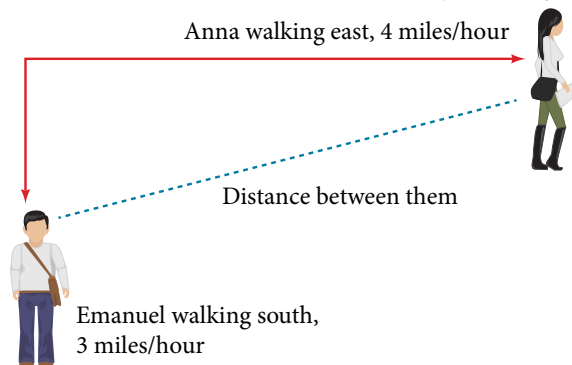 Anna walking east, 4 miles/hour
Distance between them
Emanuel walking south,
3 miles/hour